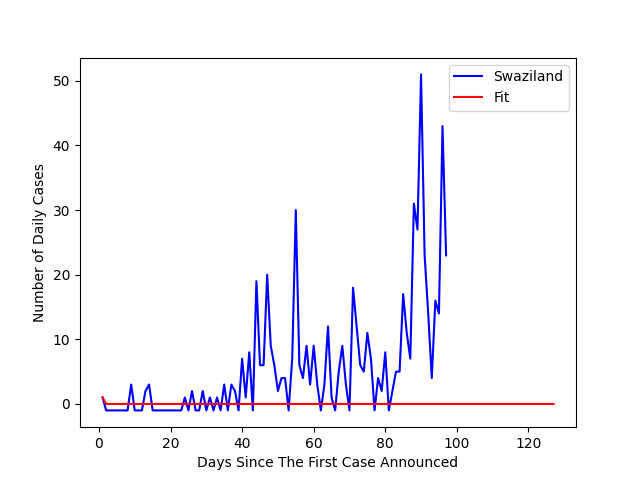 Swaziland
Fit
50
40
30
20
10
0
Number of Daily Cases
0 20 40 60 80 100 120
Days Since The First Case Announced